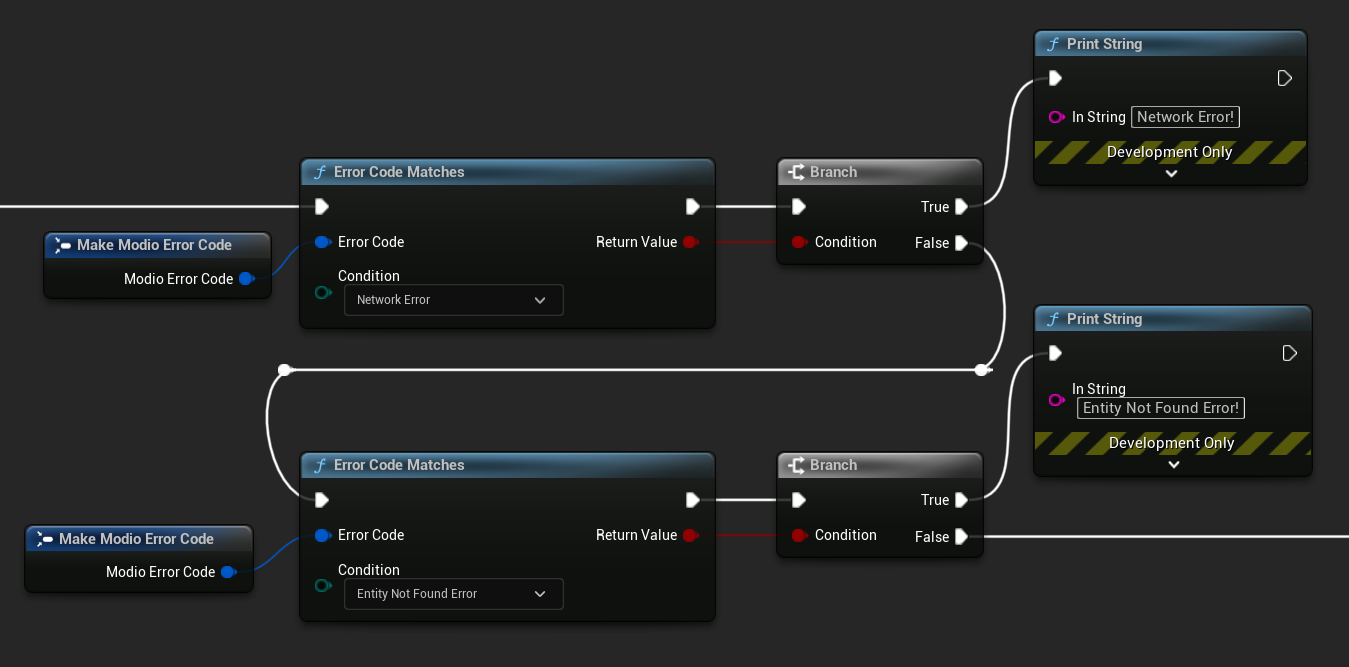 Print String
In String Network Error!
Development Only
Error Code Matches
Error Code Return Value
Condition
Network Error
Branch
True
Condition False
Make Modio Error Code
Modio Error Code
Print String
In String
Entity Not Found Error!
Development Only
Error Code Matches
Error Code Return Value
Condition
Entity Not Found Error
Branch
True
Condition False
Make Modio Error Code
Modio Error Code